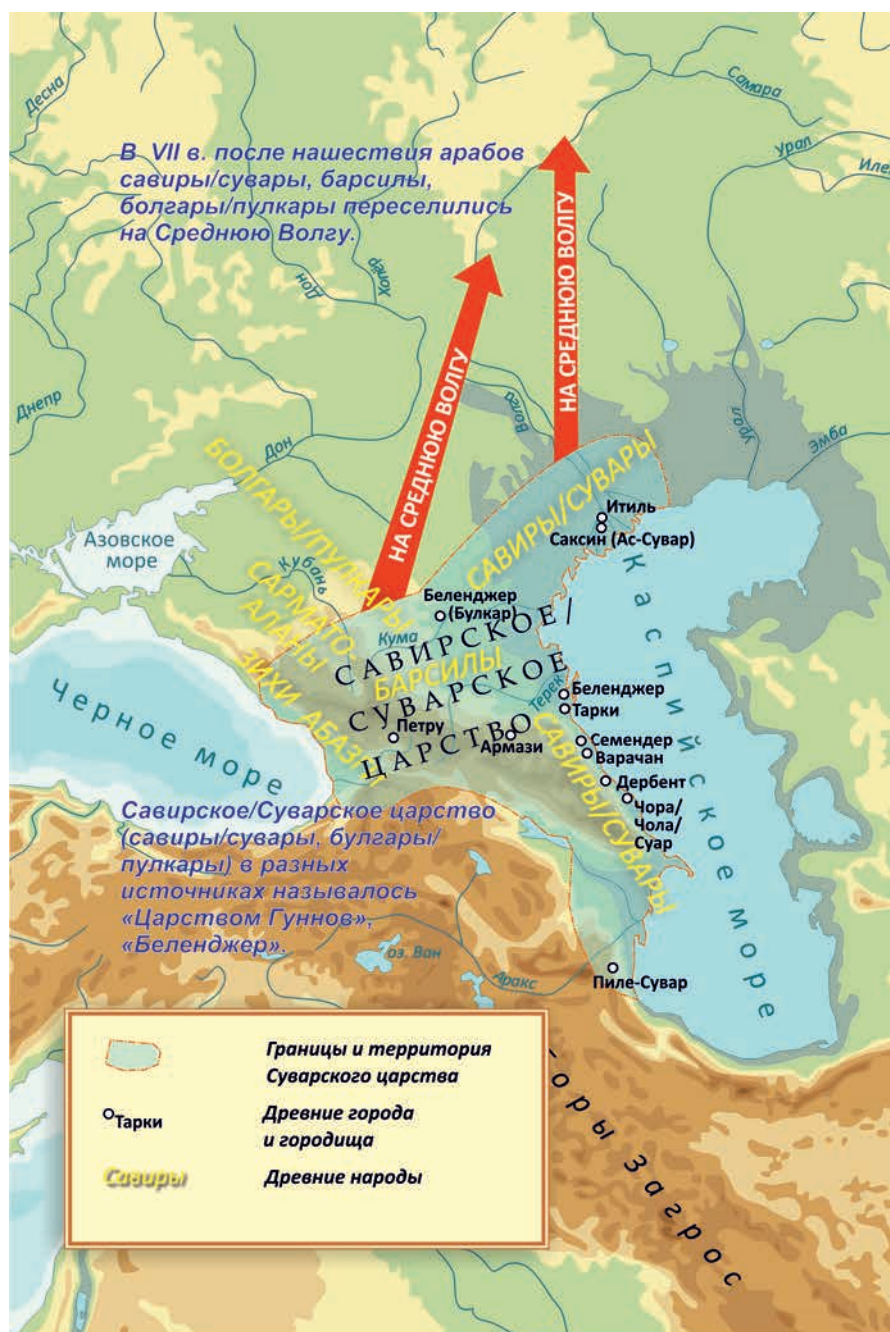 Десна
Самара
Урал
Илек
В VII в. после нашествия арабов
савиры/сувары, барсилы,
болгары/пулкары переселились
на Среднюю Волгу.
НА СРЕДНЮЮ ВОЛГУ
НА СРЕДНЮЮ ВОЛГУ
Хопёр
Дон
Днепр
Волга
Урал
Эмба
Дон
БОЛГАРЫ/ПУЛКАРЫ
САВИРЫ/СУВАРЫ
Итиль
Саксин (Ас-Сувар)
Азовское
море
Кубань
САРМАТО-
АЛАНЫ
ЗИХИ АБАЗГИ
Беленджер
(Булкар)
Кума
САВИРСКОЕ/
СУВАРСКОЕ
ЦАРСТВО
БАРСИЛЫ
Терек
Каспийское море
Черное море
Беленджер
Тарки
Петру
Армази
Семендер
Варачан
Дербент
Чора/
Чола/
Суар
САВИРЫ/СУВАРЫ
Савирское/Суварское царство
(савиры/сувары, булгары/
пулкары) в разных
источниках называлось
«Царством Гуннов»,
«Беленджер».
оз. Ван
Аракс
Пиле-Сувар
горы Загрос
Границы и территория
Суварского царства
Тарки
Древние города
и городища
Савиры
Древние народы